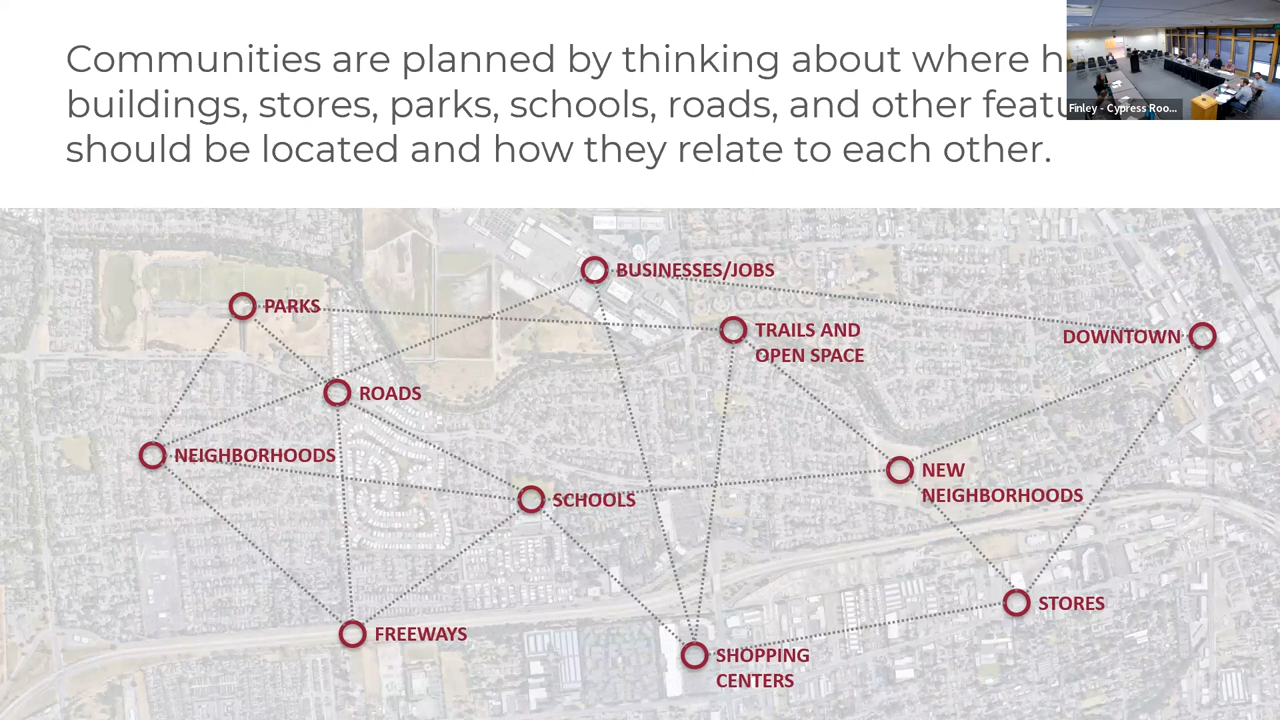 Communities are planned by thinking about where
buildings, stores, parks, schools, roads, and other
should be located and how they relate to each other.
Finley - Cypress Roo...
BUSINESSES/JOBS
PARKS
TRAILS AND
OPEN SPACE
DOWNTOWN
ROADS
NEIGHBORHOODS
NEW
NEIGHBORHOODS
SCHOOLS
STORES
FREEWAYS
SHOPPING
CENTERS